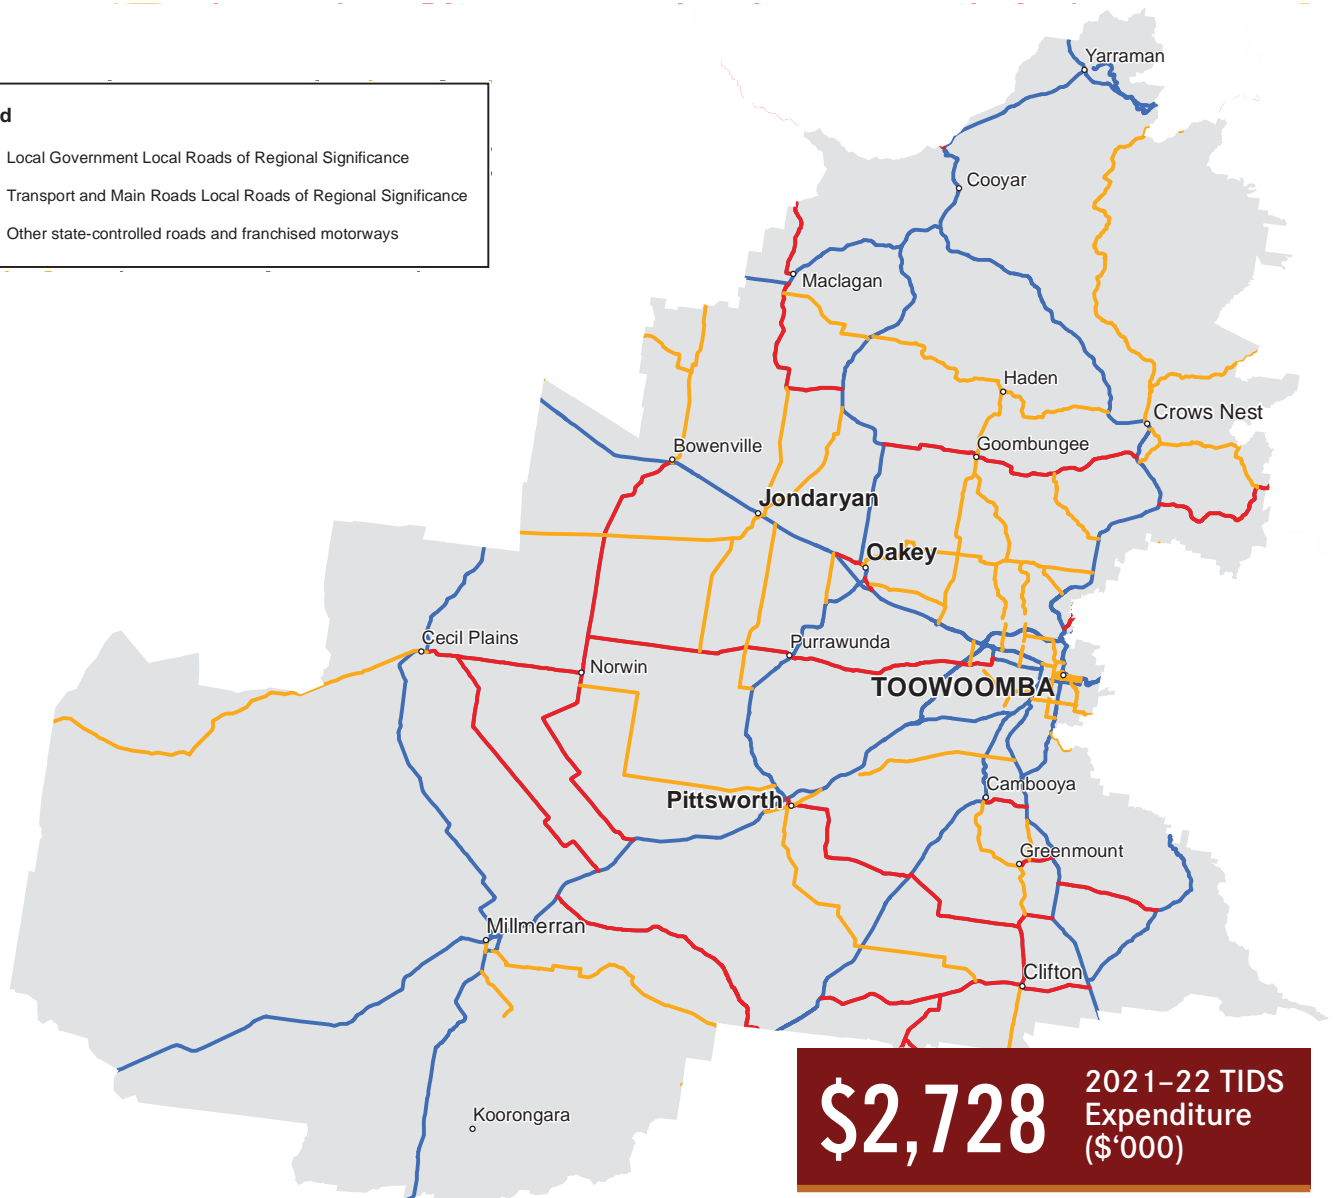 Yarraman
d
Local Government Local Roads of Regional Significance
Transport and Main Roads Local Roads of Regional Significance
Other state-controlled roads and franchised motorways
Cooyar
Maclagan
Haden
Crows Nest
Bowenville
Goombungee
Jondaryan
Oakey
Cecil Plains
Norwin
Purrawunda
TOOWOOMBA
Pittsworth
Cambooya
Greenmount
Millmerran
Clifton
Koorongara
$2,728
2021–22 TIDS
Expenditure
($‘000)